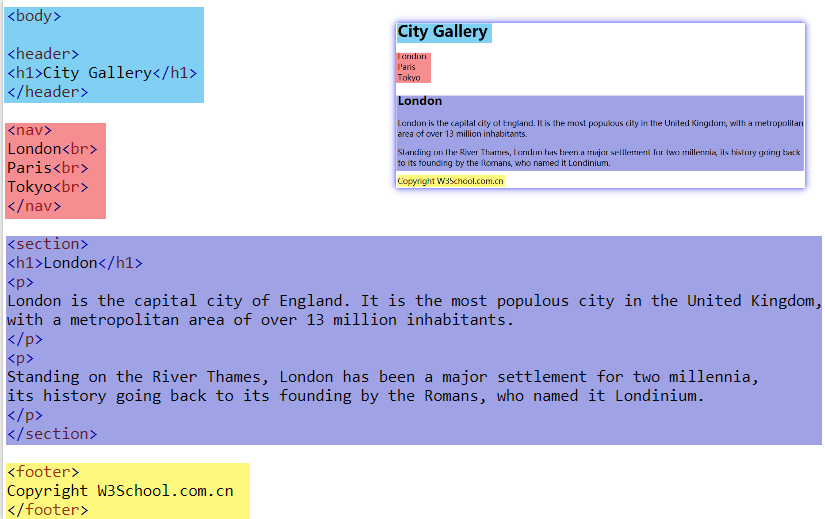 <body>
<header>
<h1>City Gallery</h1>
</header>
<nav>
London<br>
Paris<br>
Tokyo<br>
</nav>
<section>
<h1>London</h1>
<p>
London is the capital city of England. It is the most populous city in the United Kingdom,
with a metropolitan area of over 13 million inhabitants.
</p>
<p>
Standing on the River Thames, London has been a major settlement for two millennia,
its history going back to its founding by the Romans, who named it Londinium.
</p>
</section>
<footer>
Copyright W3School.com.cn
</footer>
City Gallery
London
Paris
Tokyo
London
London is the capital city of England. It is the most populous city in the United Kingdom, with a metropolitan
area of over 13 million inhabitants.
Standing on the River Thames, London has been a major settlement for two millennia, its history going back
to its founding by the Romans, who named it Londinium.
Copyright W3School.com.cn